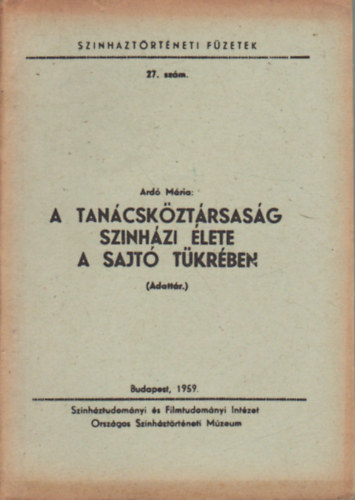 SZINHAZTÖRTÉNETI FÜZETEK
27. szám.
Ardó Mária:
A TANÁCSKÖZTÁRSASÁG
SZINHÁZI ÉLETE
A SAJTÓ TÜKRÉBEN
(Adattár.)
Budapest, 1959.
Szinháztudományi és Filmtudományi Intézet
Országos Szinháztörténeti Múzeum